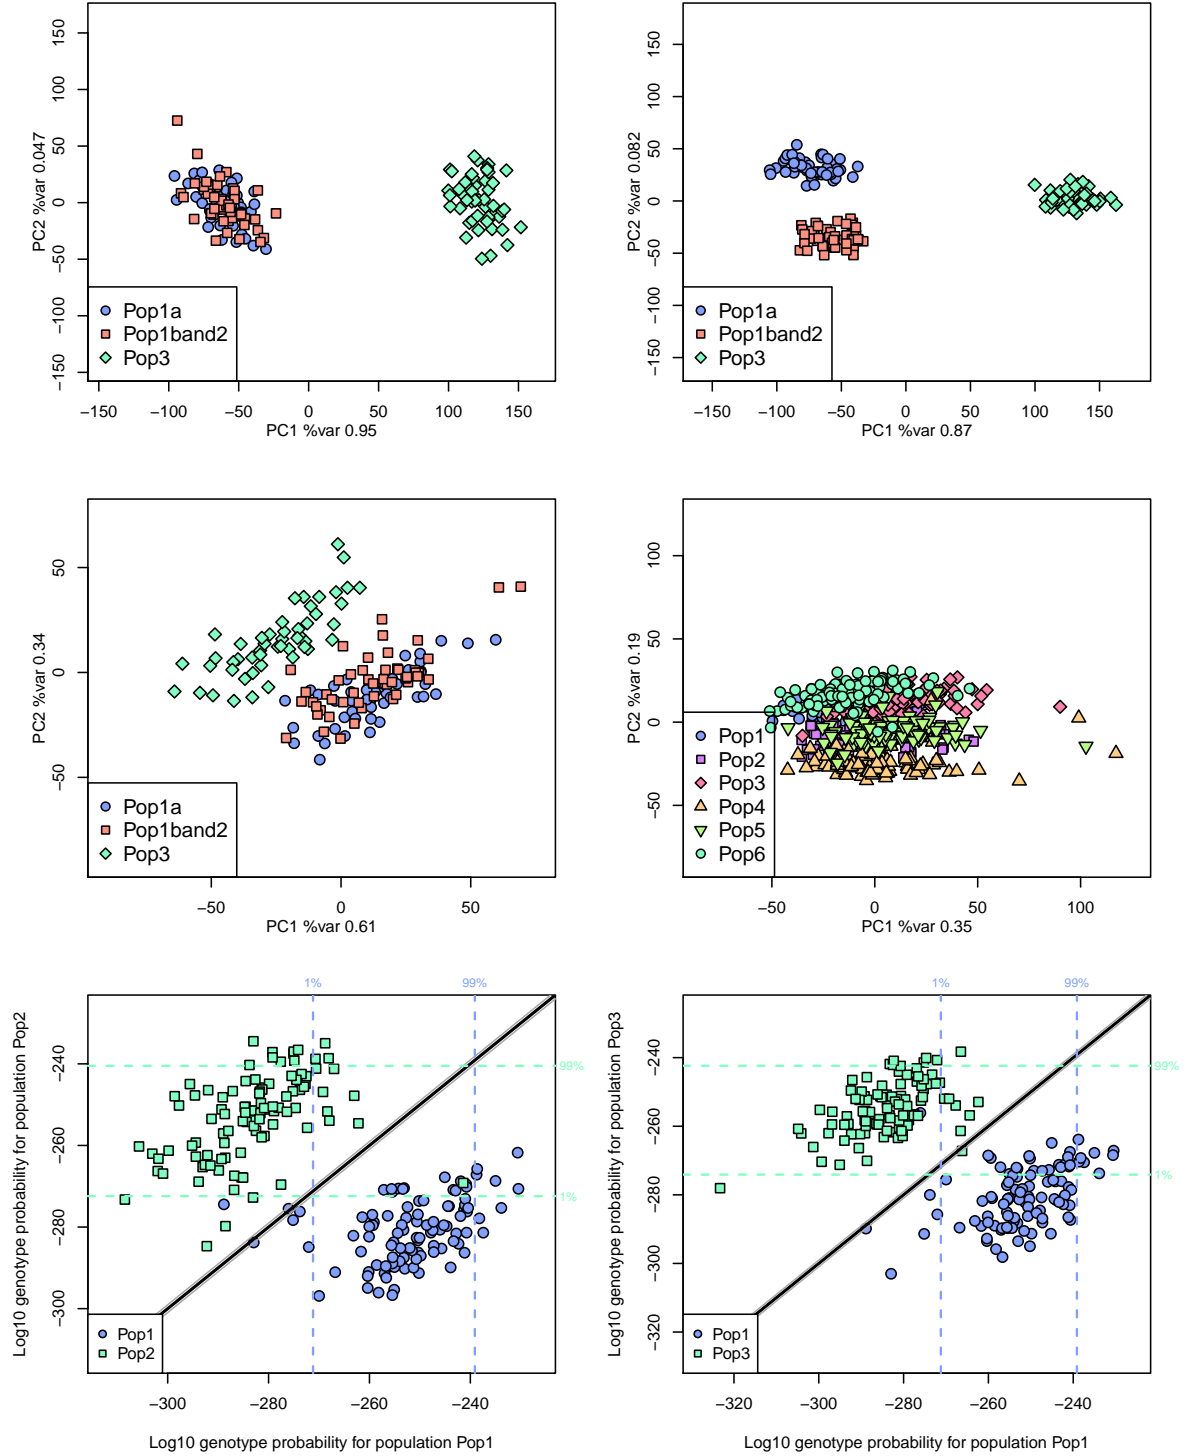 150
100
50
0
−50
−100
−150
PC2 %var 0.047
Pop1a
Pop1band2
Pop3
−150 −100 −50 0 50 100 150
PC1 %var 0.95
150
100
50
0
−50
−100
−150
PC2 %var 0.082
Pop1a
Pop1band2
Pop3
−150 −100 −50 0 50 100 150
PC1 %var 0.87
50
0
−50
PC2 %var 0.34
Pop1a
Pop1band2
Pop3
−50 0 50
PC1 %var 0.61
100
50
0
−50
PC2 %var 0.19
Pop1
Pop2
Pop3
Pop4
Pop5
Pop6
−50 0 50 100
PC1 %var 0.35
1% 99%
−240
−260
−280
−300
Log10 genotype probability for population Pop2
99%
1%
Pop1
Pop2
−300 −280 −260 −240
Log10 genotype probability for population Pop1
1% 99%
−240
−260
−280
−300
−320
Log10 genotype probability for population Pop3
99%
1%
Pop1
Pop3
−320 −300 −280 −260 −240
Log10 genotype probability for population Pop1